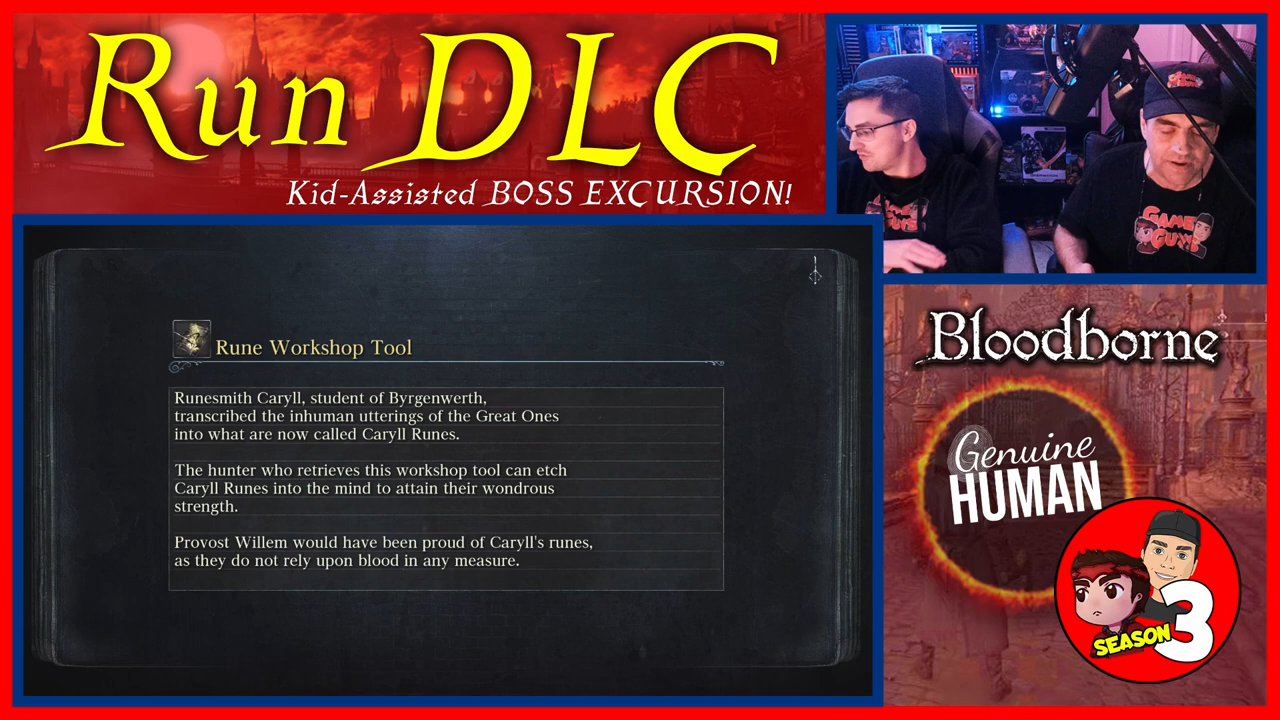 Run DLC
Kid-Assisted BOSS EXCURSION!
Rune Workshop Tool
Runesmith Caryll, student of Byrgenwerth,
transcribed the inhuman utterings of the Great Ones
into what are now called Caryll Runes.
The hunter who retrieves this workshop tool can etch
Caryll Runes into the mind to attain their wondrous
strength.
Provost Willem would have been proud of Caryll's runes,
as they do not rely upon blood in any measure.
GAME
GUYS
Bloodborne
Genuine
HUMAN
SEASON 3